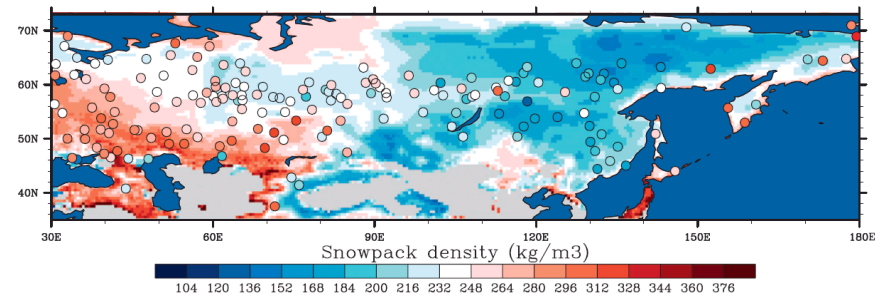 70N
60N
50N
40N
30E 60E 90E 120E 150E 180E
Snowpack density (kg/m3)
104 120 136 152 168 184 200 216 232 248 264 280 296 312 328 344 360 376